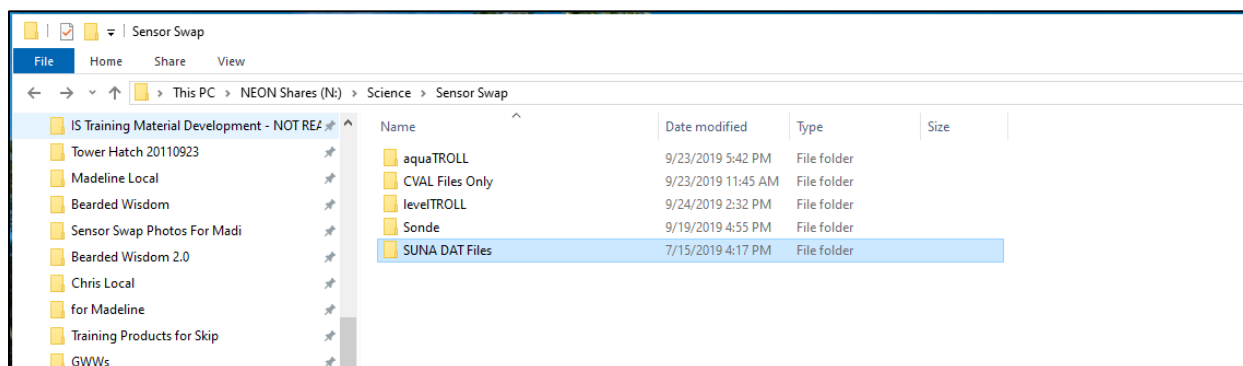 Sensor Swap
File Home Share View
This PC > NEON Shares (N:) > Science > Sensor Swap
IS Training Material Development - NOT REA
Tower Hatch 20110923
Madeline Local
Bearded Wisdom
Sensor Swap Photos For Madi
Bearded Wisdom 2.0
Chris Local
for Madeline
Training Products for Skip
GWWs
Name Date modified Type Size
aquaTROLL 9/23/2019 5:42 PM File folder
CVAL Files Only 9/23/2019 11:45 AM File folder
levelTROLL 9/24/2019 2:32 PM File folder
Sonde 9/19/2019 4:55 PM File folder
SUNA DAT Files 7/15/2019 4:17 PM File folder